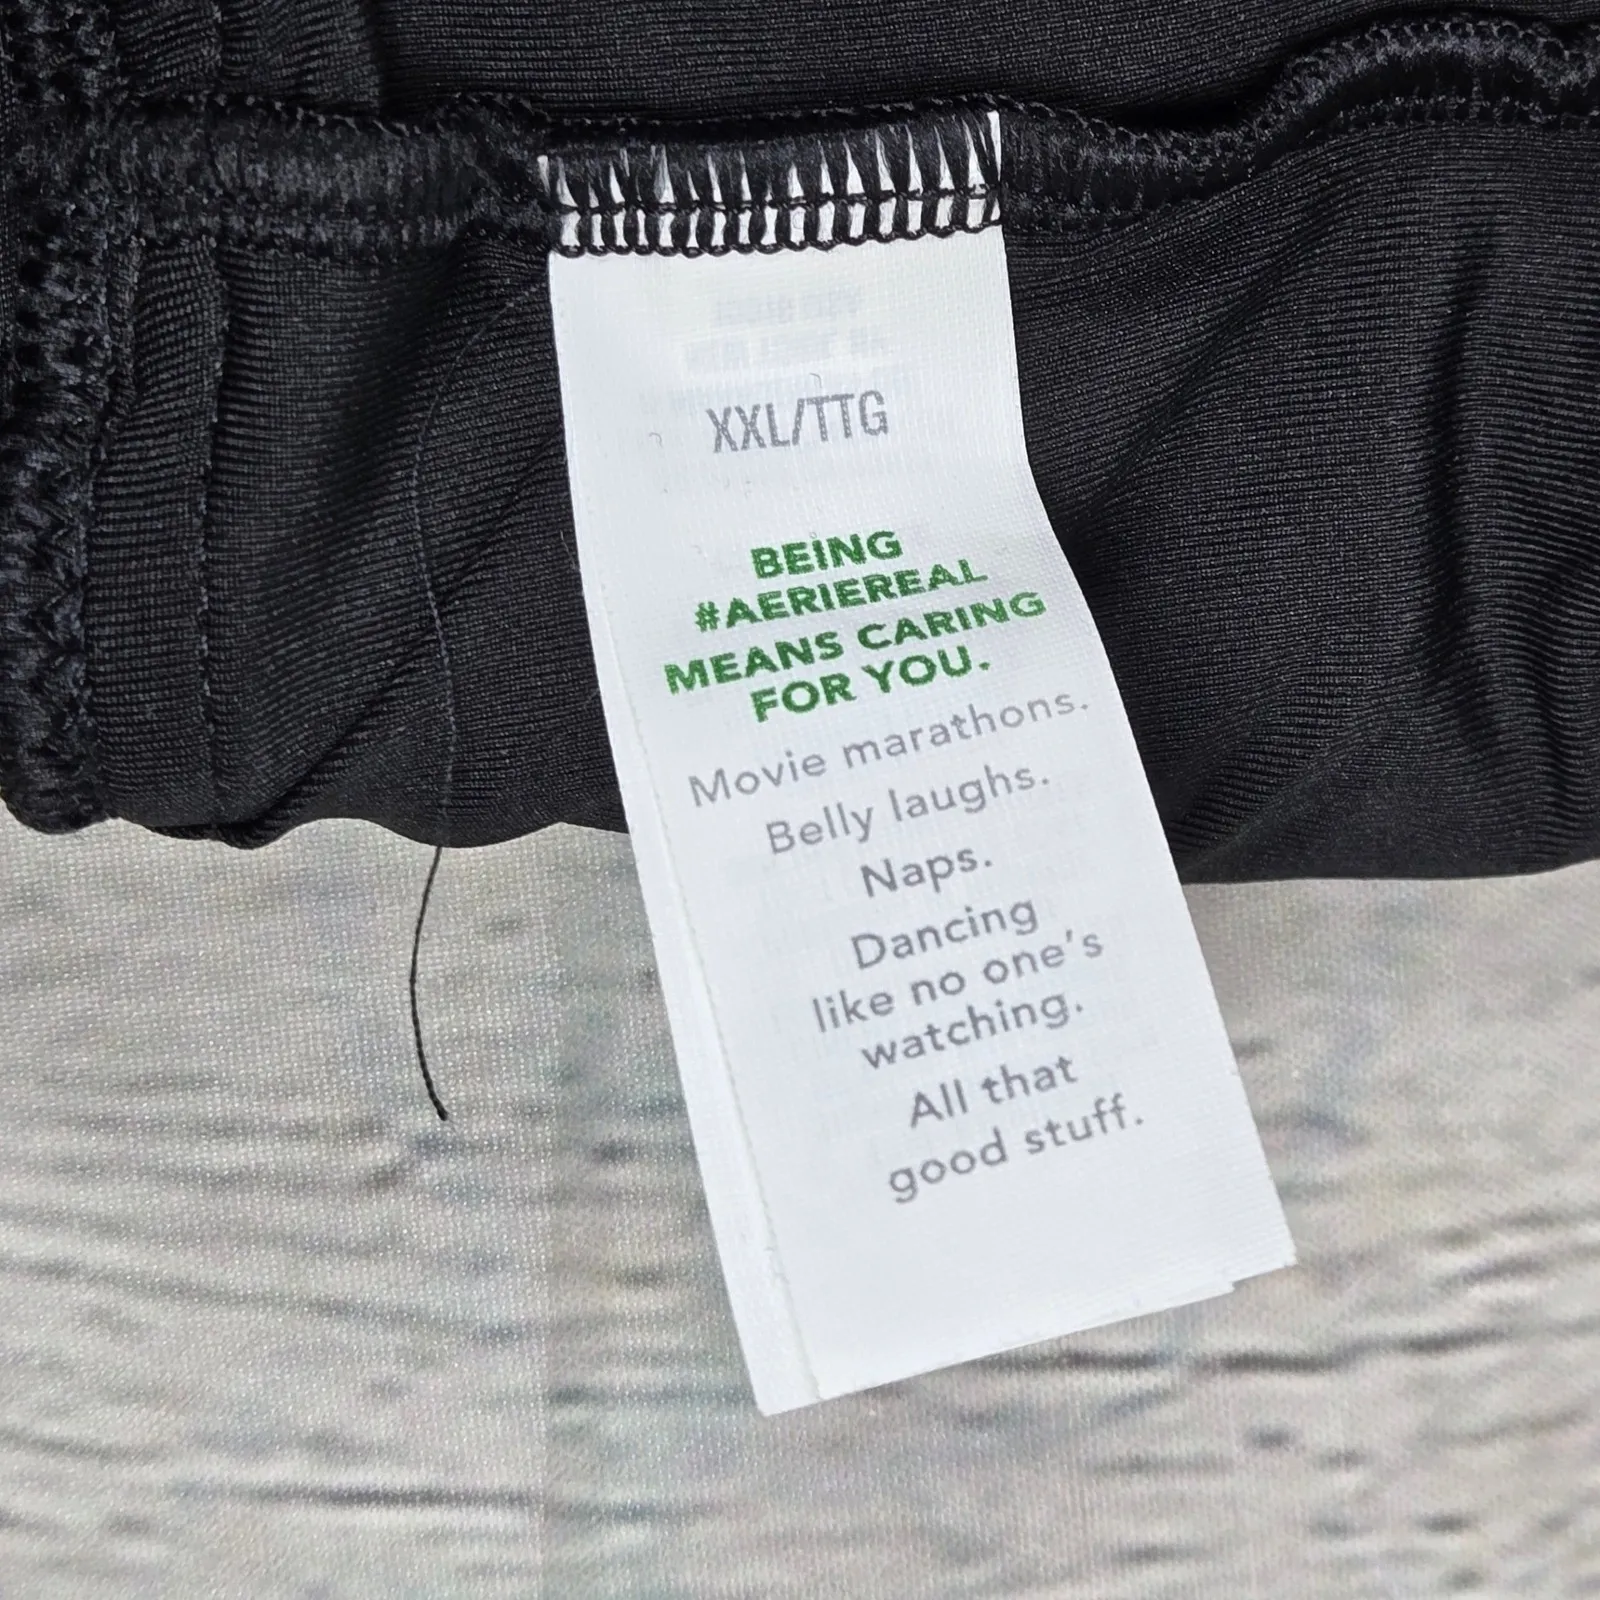 XXL/TTG
BEING
#AERIEREAL
MEANS CARING
FOR YOU.
Movie marathons.
Belly laughs.
Naps.
Dancing
like no one's
watching.
All that
good stuff.